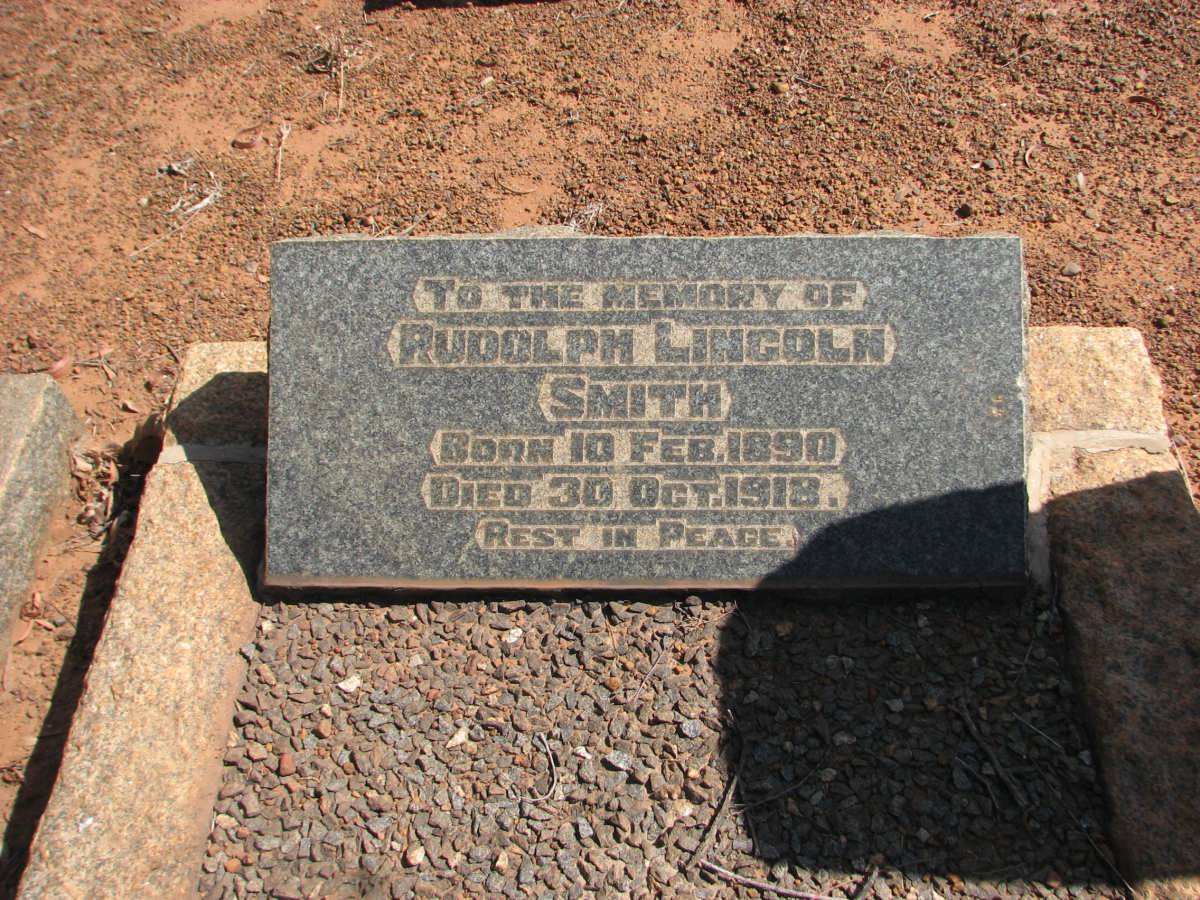 To the memory of
Rudolph Lincoln
Smith
Born 10 Feb. 1890
Died 30 Oct. 1918.
Rest in Peace.